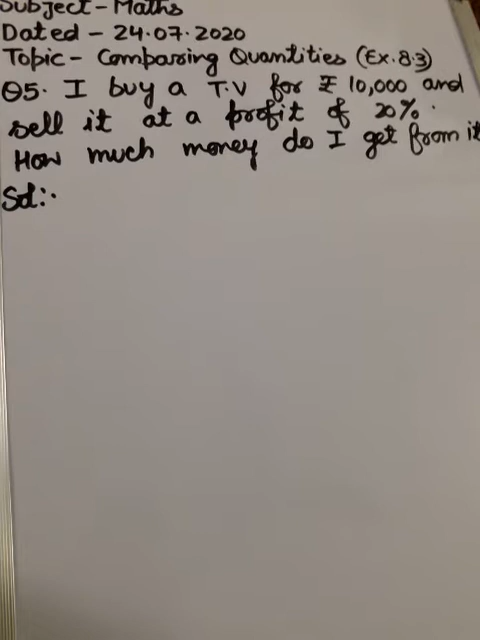 Subject-Maths
Dated - 24.07.2020
Topic - Comparing Quantities (Ex.8.3)
Q5. I buy a T.V for ₹ 10,000 and
sell it at a profit of 20%.
How much money do I get from it
Sol:-